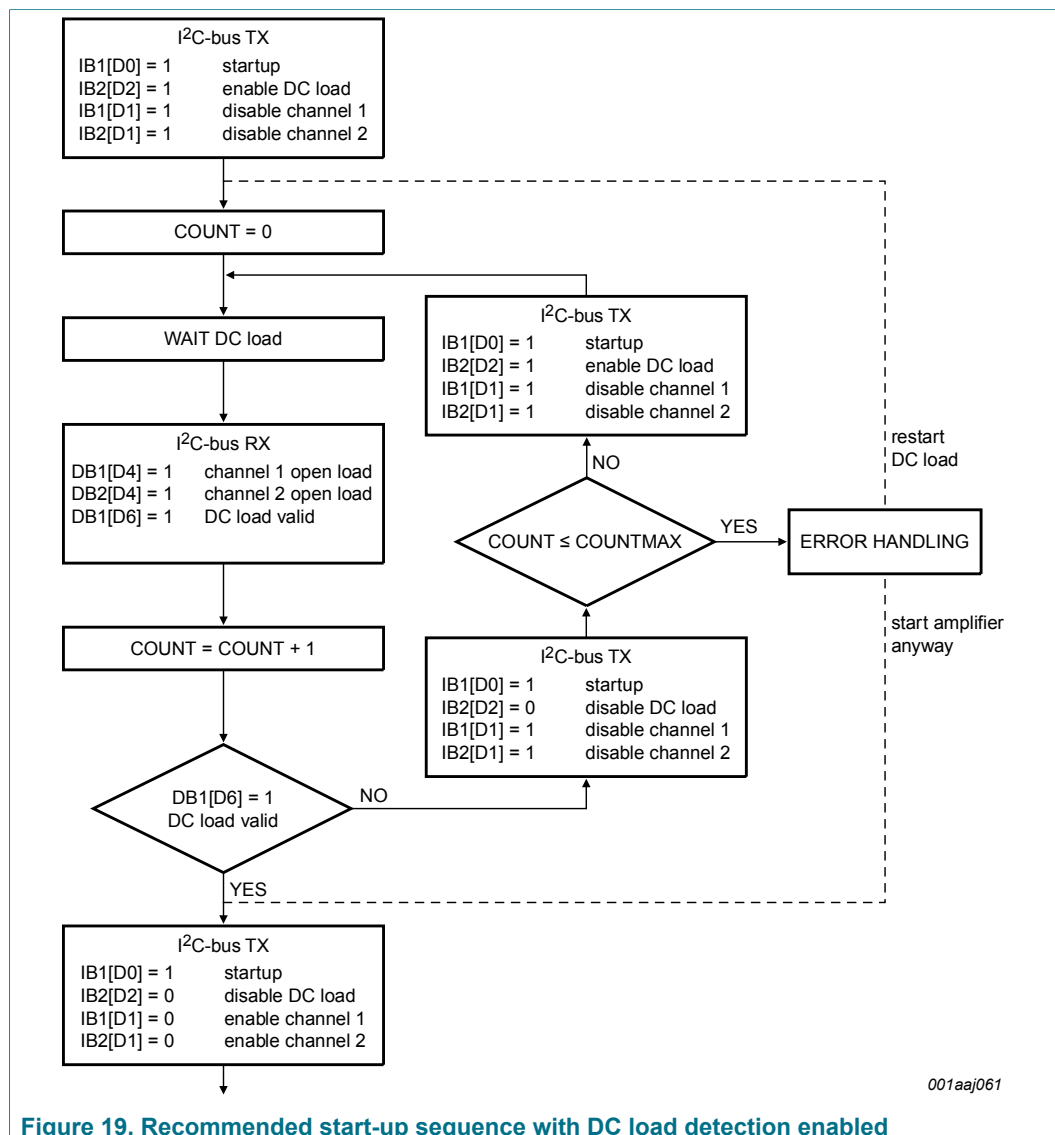 I2C-bus TX
IB1[D0] = 1 startup
IB2[D2] = 1 enable DC load
IB1[D1] = 1 disable channel 1
IB2[D1] = 1 disable channel 2
COUNT = 0
WAIT DC load
I2C-bus RX
DB1[D4] = 1 channel 1 open load
DB2[D4] = 1 channel 2 open load
DB1[D6] = 1 DC load valid
COUNT = COUNT + 1
DB1[D6] = 1
DC load valid
NO
YES
I2C-bus TX
IB1[D0] = 1 startup
IB2[D2] = 0 disable DC load
IB1[D1] = 0 enable channel 1
IB2[D1] = 0 enable channel 2
I2C-bus TX
IB1[D0] = 1 startup
IB2[D2] = 1 enable DC load
IB1[D1] = 1 disable channel 1
IB2[D1] = 1 disable channel 2
NO
COUNT ≤ COUNTMAX
YES
I2C-bus TX
IB1[D0] = 1 startup
IB2[D2] = 0 disable DC load
IB1[D1] = 1 disable channel 1
IB2[D1] = 1 disable channel 2
restart
DC load
ERROR HANDLING
start amplifier
anyway
001aaj061
Figure 19. Recommended start-up sequence with DC load detection enabled